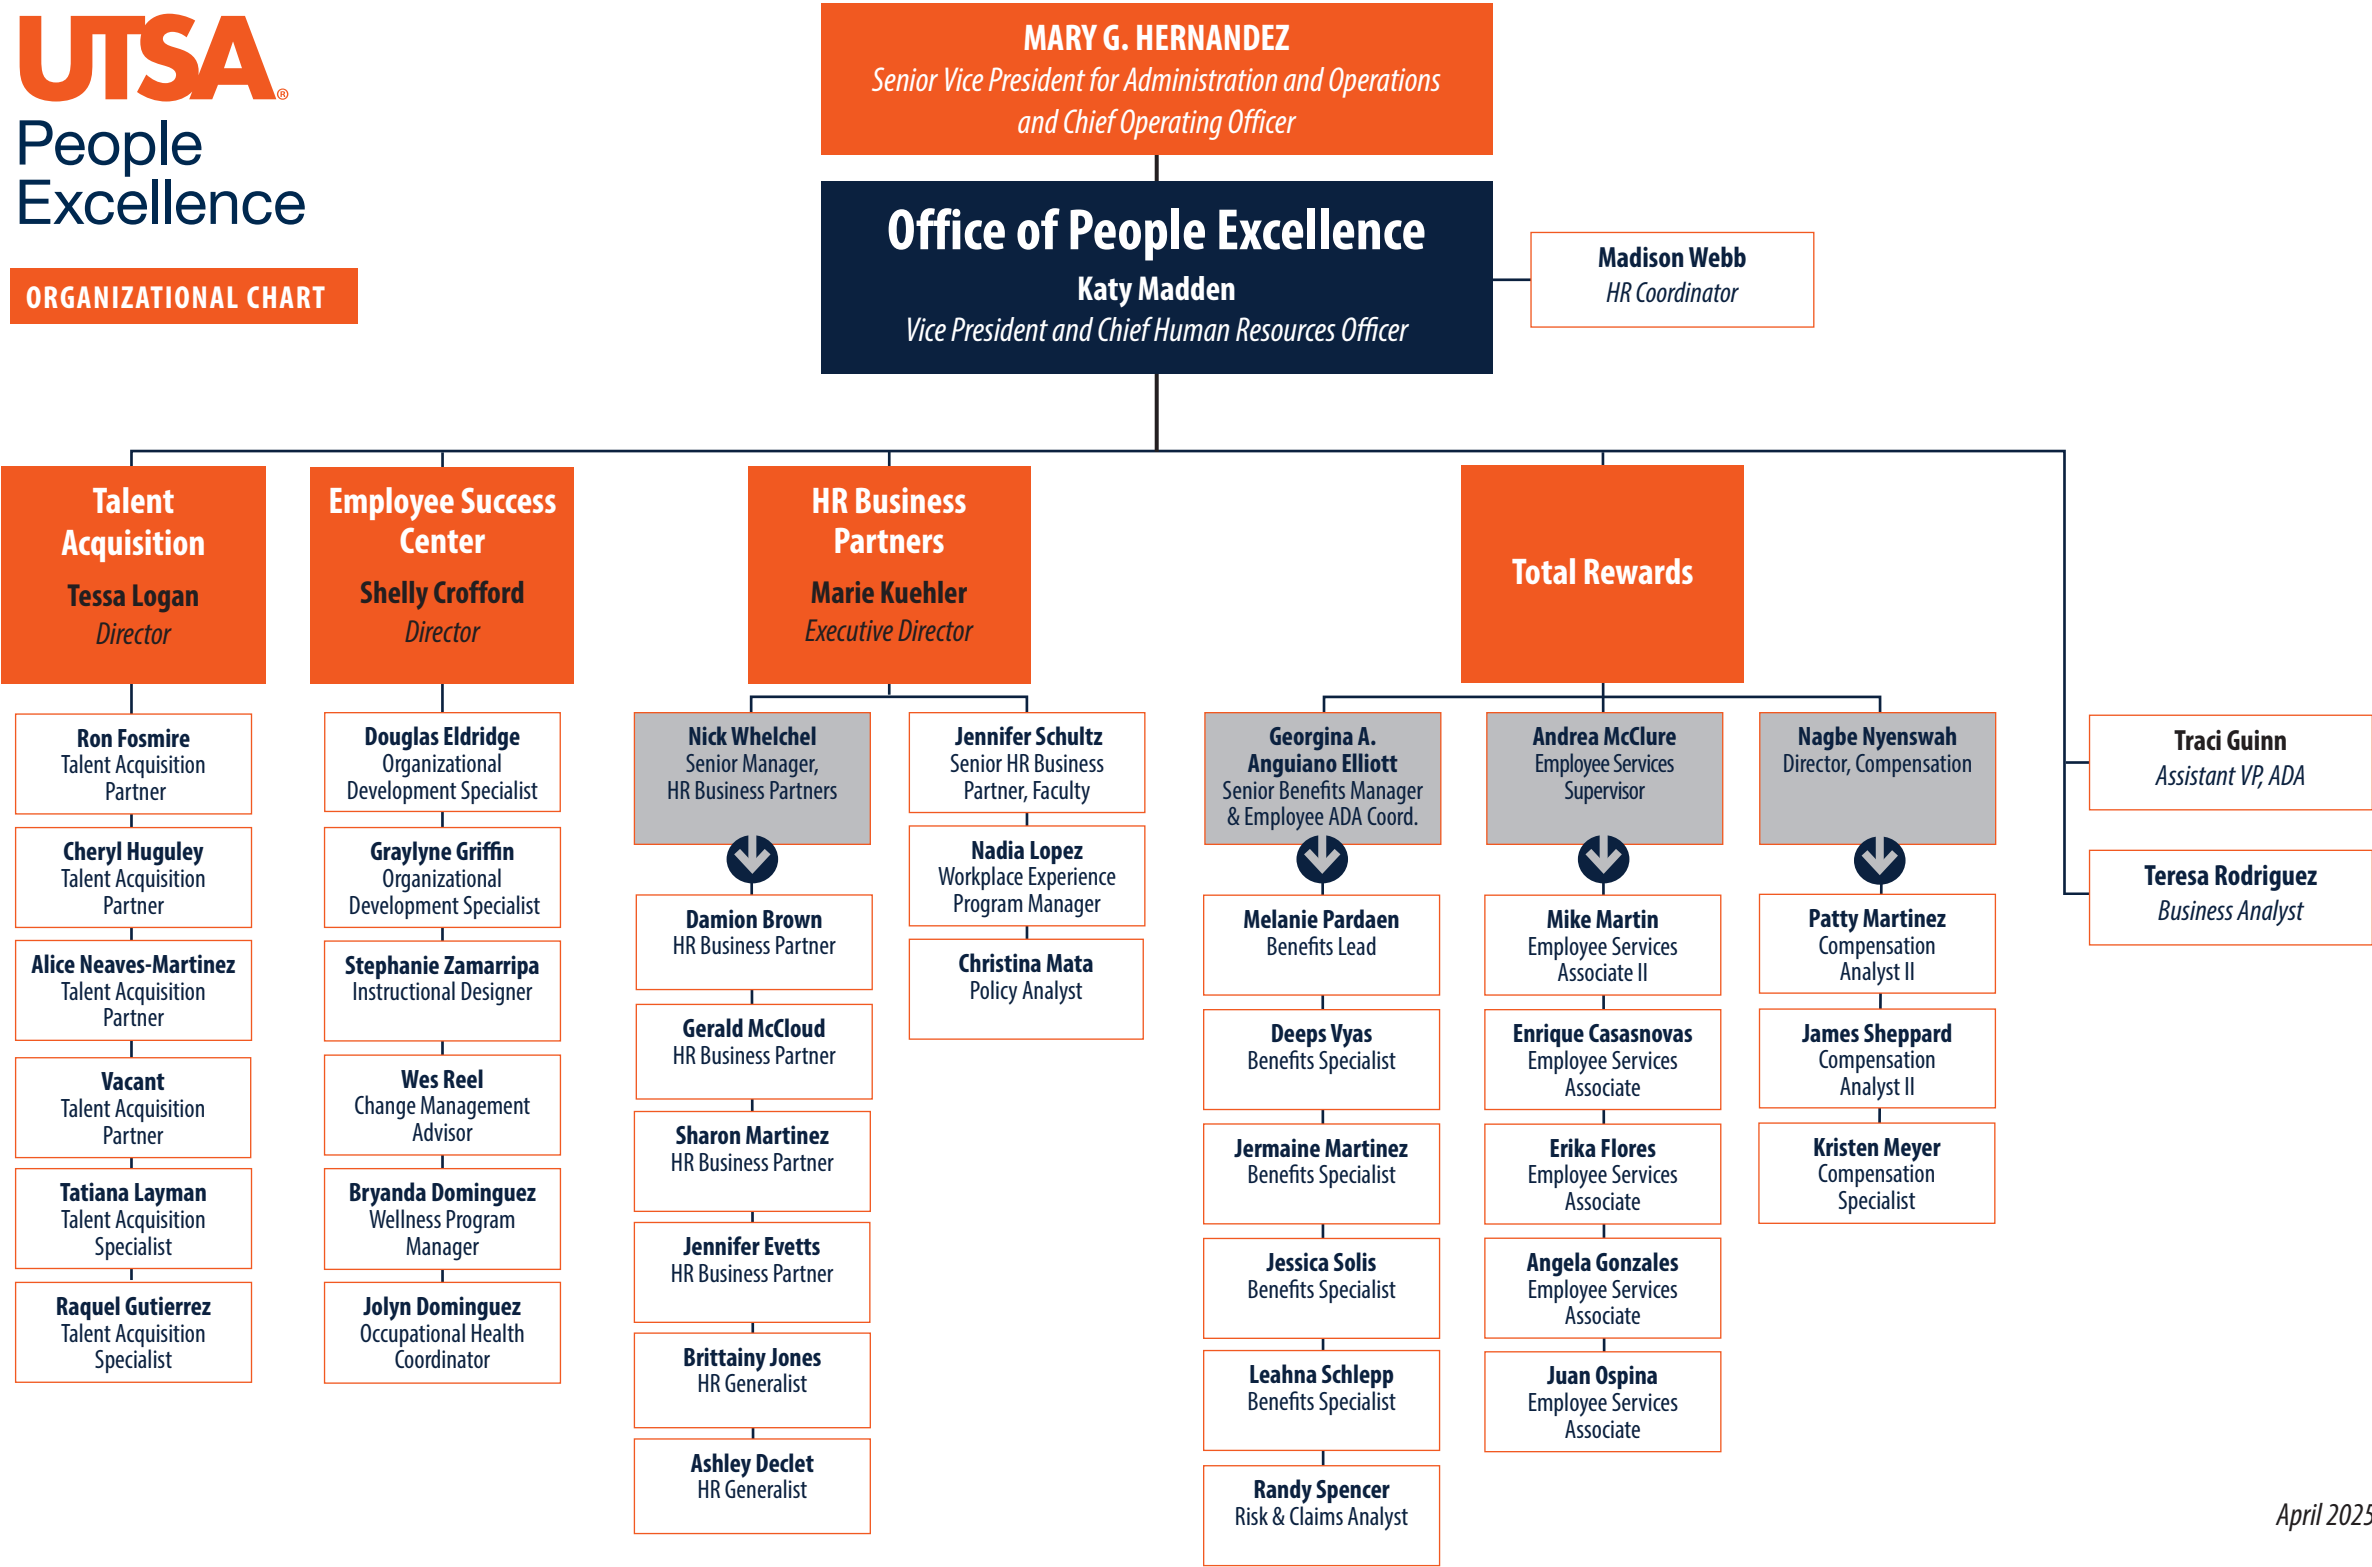 UTSA®
People
Excellence
ORGANIZATIONAL CHART
MARY G. HERNANDEZ
Senior Vice President for Administration and Operations
and Chief Operating Officer
Office of People Excellence
Katy Madden
Vice President and Chief Human Resources Officer
Madison Webb
HR Coordinator
Talent
Acquisition
Tessa Logan
Director
Ron Fosmire
Talent Acquisition
Partner
Cheryl Huguley
Talent Acquisition
Partner
Alice Neaves-Martinez
Talent Acquisition
Partner
Vacant
Talent Acquisition
Partner
Tatiana Layman
Talent Acquisition
Specialist
Raquel Gutierrez
Talent Acquisition
Specialist
Employee Success
Center
Shelly Crofford
Director
Douglas Eldridge
Organizational
Development Specialist
Graylyne Griffin
Organizational
Development Specialist
Stephanie Zamarripa
Instructional Designer
Wes Reel
Change Management
Advisor
Bryanda Dominguez
Wellness Program
Manager
Jolyn Dominguez
Occupational Health
Coordinator
HR Business
Partners
Marie Kuehler
Executive Director
Nick Whelchel
Senior Manager,
HR Business Partners
Damion Brown
HR Business Partner
Gerald McCloud
HR Business Partner
Sharon Martinez
HR Business Partner
Jennifer Evetts
HR Business Partner
Brittainy Jones
HR Generalist
Ashley Declet
HR Generalist
Jennifer Schultz
Senior HR Business
Partner, Faculty
Nadia Lopez
Workplace Experience
Program Manager
Christina Mata
Policy Analyst
Total Rewards
Georgina A.
Anguiano Elliott
Senior Benefits Manager
& Employee ADA Coord.
Melanie Pardaen
Benefits Lead
Deeps Vyas
Benefits Specialist
Jermaine Martinez
Benefits Specialist
Jessica Solis
Benefits Specialist
Leahna Schlepp
Benefits Specialist
Randy Spencer
Risk & Claims Analyst
Andrea McClure
Employee Services
Supervisor
Mike Martin
Employee Services
Associate II
Enrique Casasnovas
Employee Services
Associate
Erika Flores
Employee Services
Associate
Angela Gonzales
Employee Services
Associate
Juan Ospina
Employee Services
Associate
Nagbe Nyenswah
Director, Compensation
Patty Martinez
Compensation
Analyst II
James Sheppard
Compensation
Analyst II
Kristen Meyer
Compensation
Specialist
Traci Guinn
Assistant VP, ADA
Teresa Rodriguez
Business Analyst
April 2025